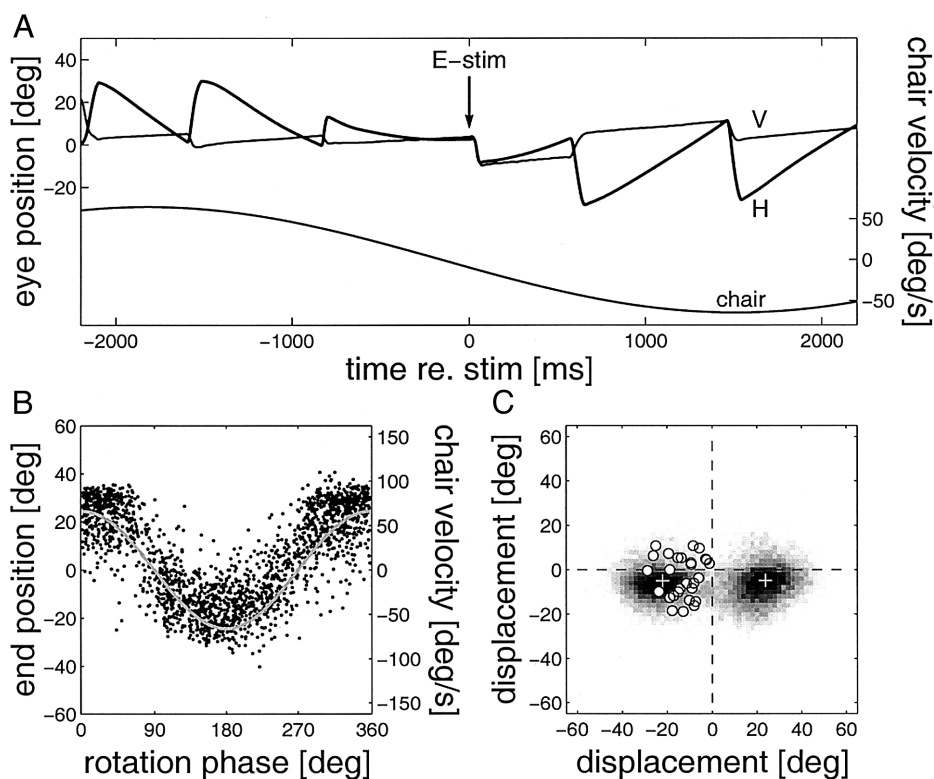 A
E-stim
eye position [deg]
40
20
0
−20
V
H
chair
chair velocity [deg/s]
50
0
−50
−2000 −1000 0 1000 2000
time re. stim [ms]
B
end position [deg]
60
40
20
0
−20
−40
−60
chair velocity [deg/s]
150
100
50
0
−50
−100
−150
0 90 180 270 360
rotation phase [deg]
C
displacement [deg]
60
40
20
0
−20
−40
−60
−60 −40 −20 0 20 40 60
displacement [deg]